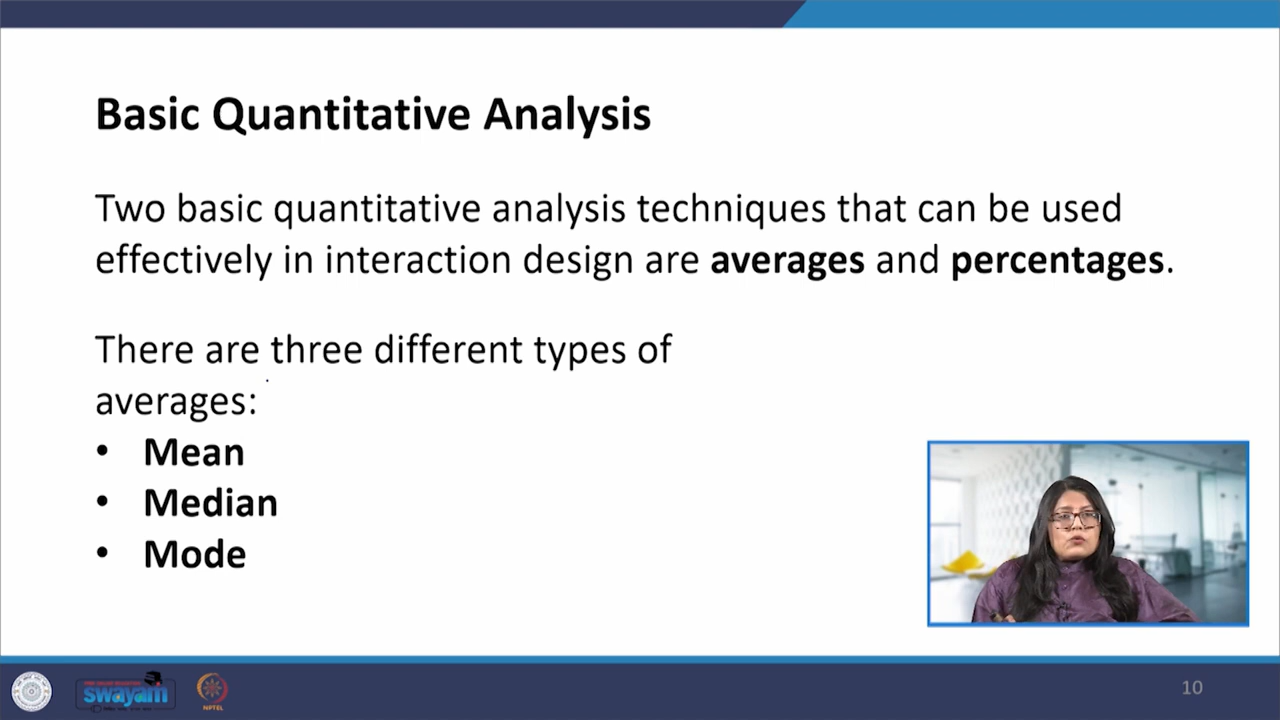 Basic Quantitative Analysis
Two basic quantitative analysis techniques that can be used
effectively in interaction design are averages and percentages.
There are three different types of
averages:
• Mean
• Median
• Mode
swayam
NPTEL
10